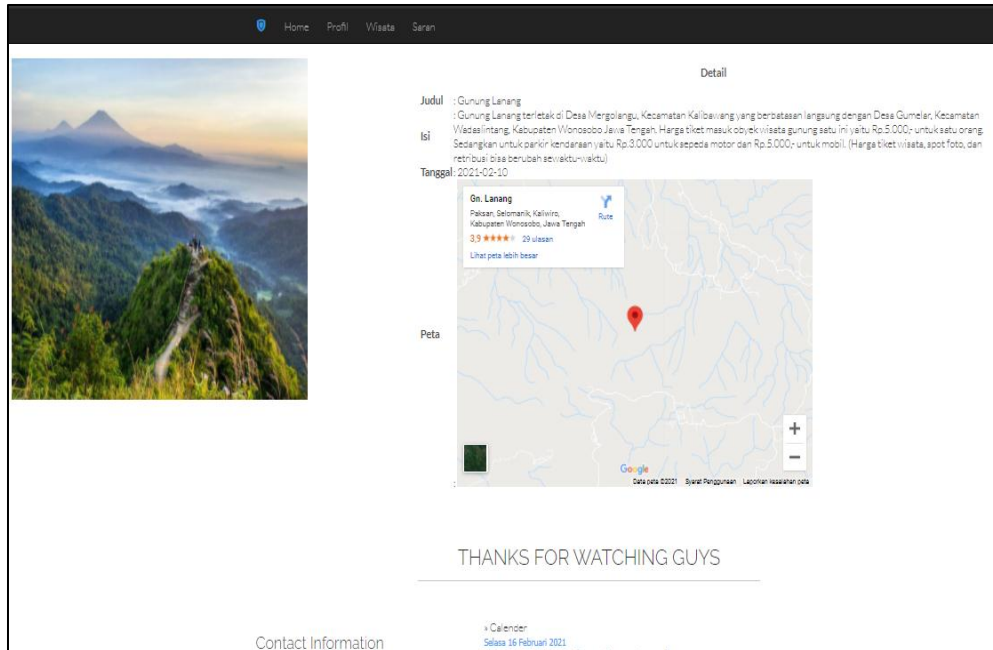 Home Profil Wisata Saran
Detail
Judul : Gunung Lanang
Isi : Gunung Lanang terletak di Desa Mergolangu, Kecamatan Kalibawang yang berbatasan langsung dengan Desa Gumelar, Kecamatan
Wadaslintang, Kabupaten Wonosobo Jawa Tengah. Harga tiket masuk obyek wisata gunung satu ini yaitu Rp.5.000,- untuk satu orang.
Sedangkan untuk parkir kendaraan yaitu Rp.3.000 untuk sepeda motor dan Rp.5.000,- untuk mobil. (Harga tiket wisata, spot foto, dan
retribusi bisa berubah sewaktu-waktu)
Tanggal : 2021-02-10
Peta :
Gn. Lanang
Paksan, Selomanik, Kaliwiro,
Kabupaten Wonosobo, Jawa Tengah
Rute
3,9 ★★★★★ 29 ulasan
Lihat peta lebih besar
+
−
Google
Data peta ©2021 Syarat Penggunaan Laporkan kesalahan peta
THANKS FOR WATCHING GUYS
Contact Information
» Calender
Selasa 16 Februari 2021